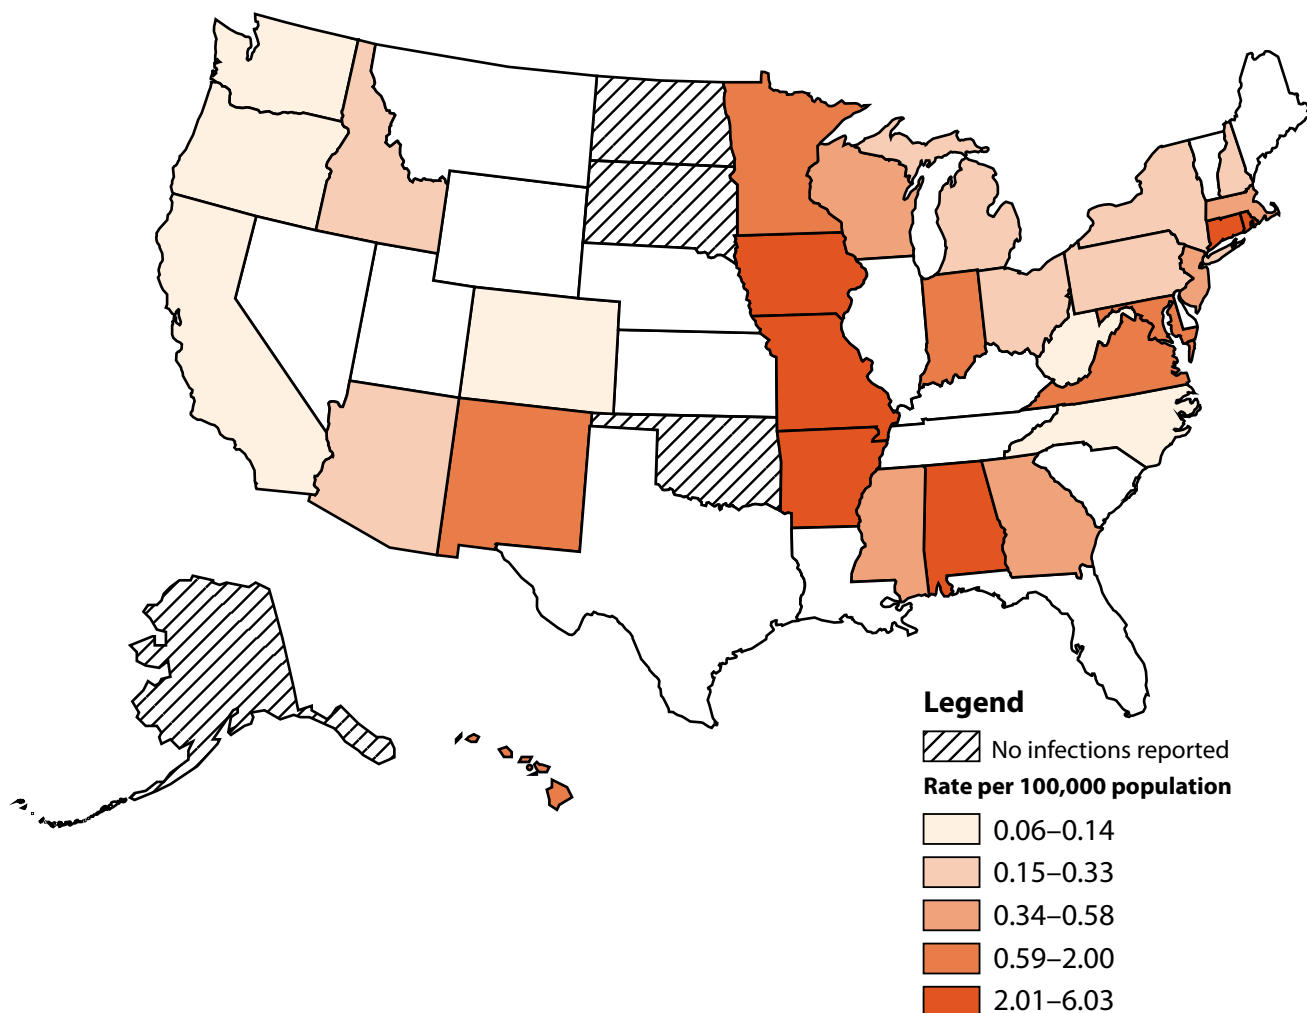 Legend
No infections reported
Rate per 100,000 population
0.06–0.14
0.15–0.33
0.34–0.58
0.59–2.00
2.01–6.03